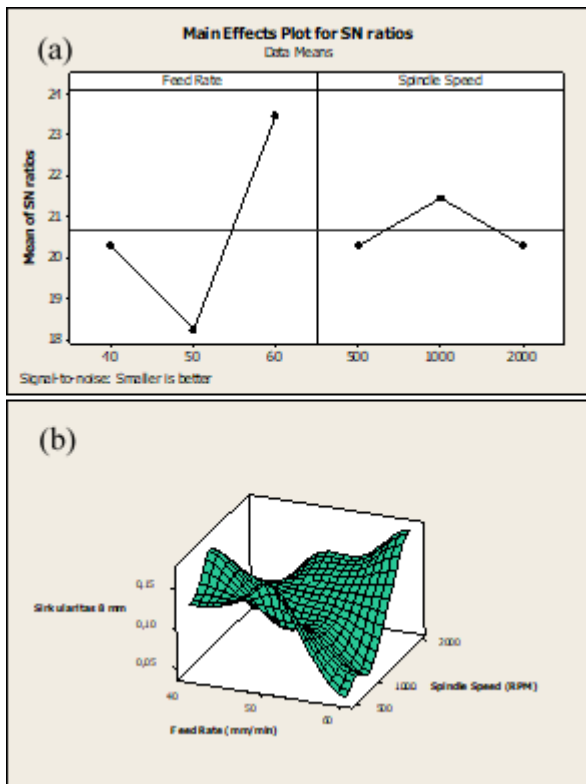 (a)
Main Effects Plot for SN ratios
Data Means
Feed Rate
Spindle Speed
Mean of SN ratios
24
23
22
21
20
19
18
40
50
60
500
1000
2000
Signal-to-noise: Smaller is better
(b)
Sirkularitas 8 mm
0,15
0,10
0,05
40
50
60
Feed Rate (mm/min)
500
1000
2000
Spindle Speed (RPM)